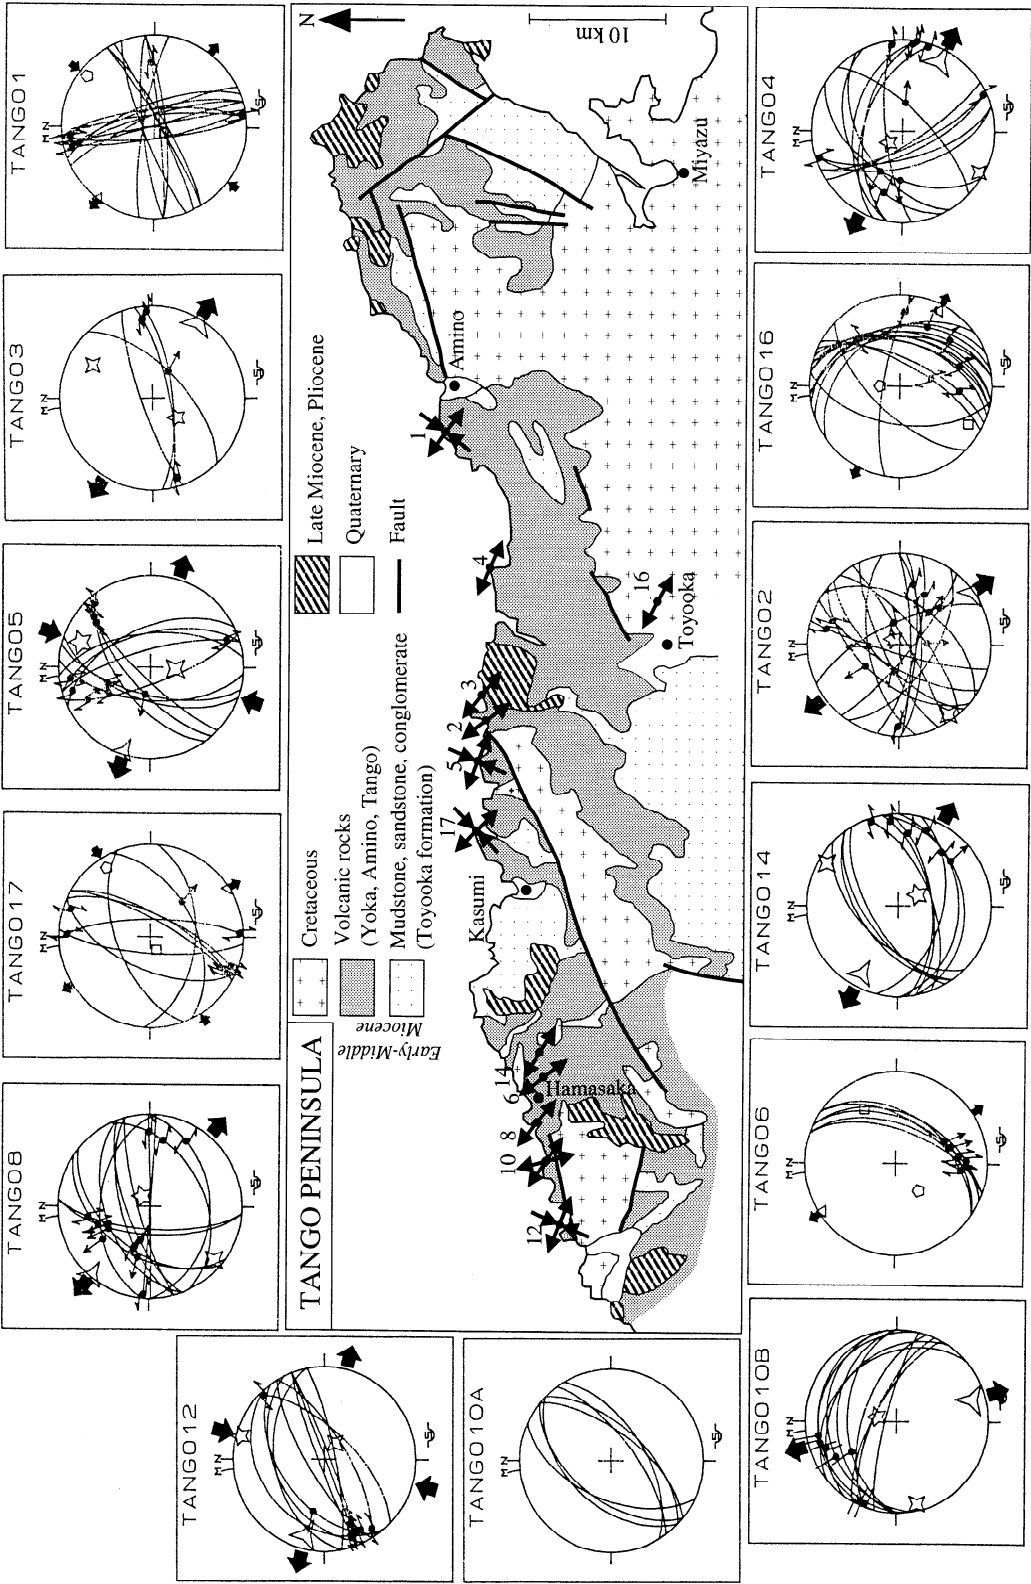 TANGO1
TANGO3
TANGO5
TANGO17
TANGO8
TANGO12
TANGO10A
TANGO4
TANGO16
TANGO2
TANGO14
TANGO6
TANGO10B
N
10 km
Late Miocene, Pliocene
Quaternary
Fault
Cretaceous
Volcanic rocks
(Yoka, Amino, Tango)
Mudstone, sandstone, conglomerate
(Toyooka formation)
Early-Middle
Miocene
TANGO PENINSULA
Miyazu
Amino
Toyooka
Kasumi
Hamasaka
1
4
16
3
2
5
17
14
6
8
10
12